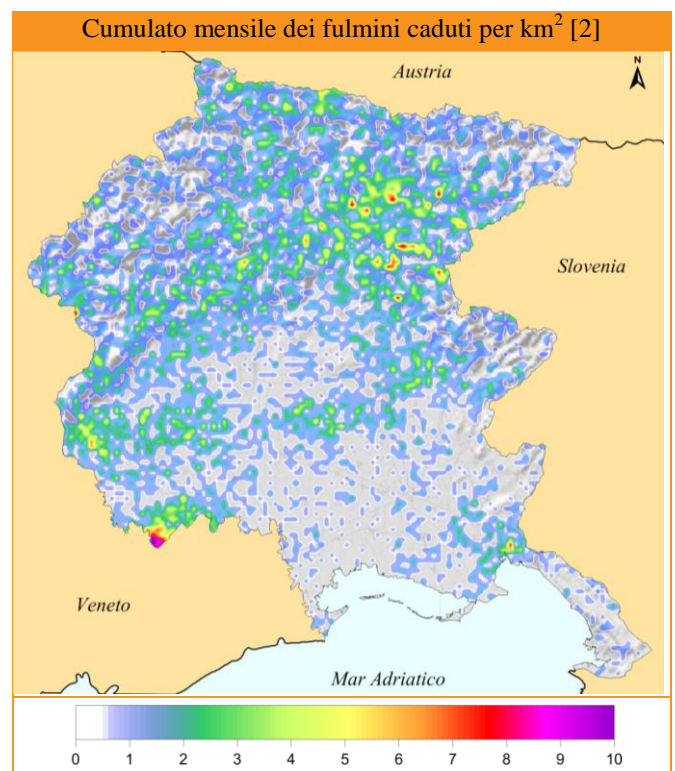 Cumulato mensile dei fulmini caduti per km² [2]
Austria
N
Slovenia
Veneto
Mar Adriatico
0 1 2 3 4 5 6 7 8 9 10